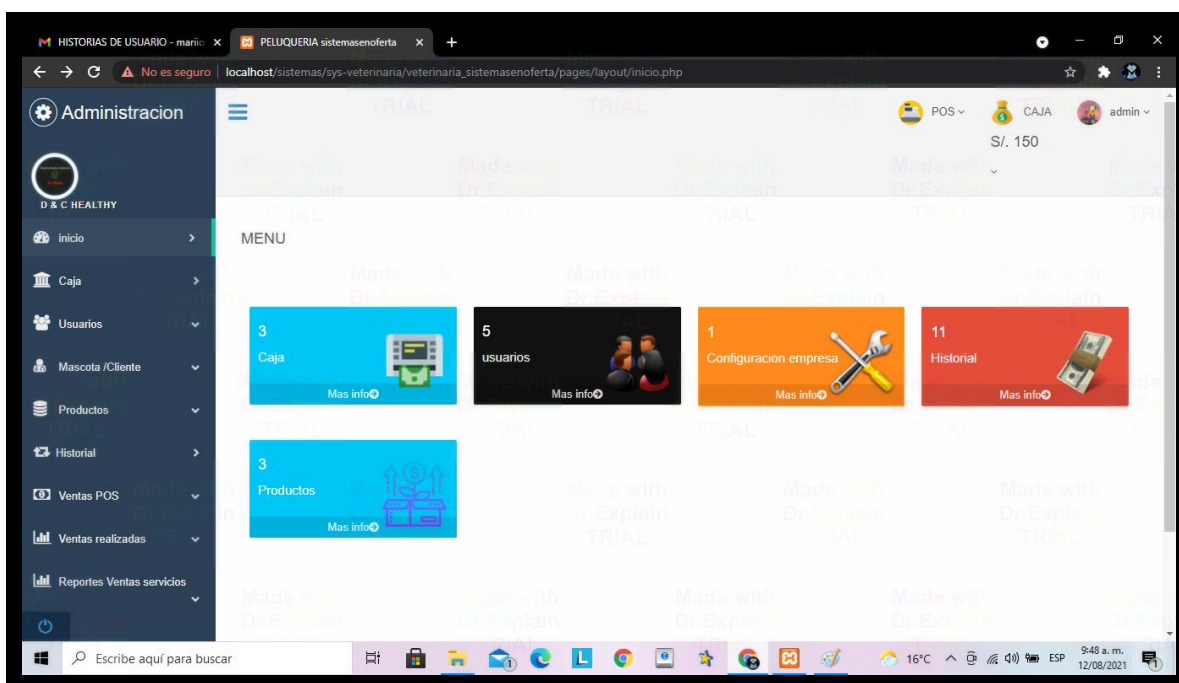 HISTORIAS DE USUARIO - mariio
PELUQUERIA sistemasenoferta
No es seguro
localhost/sistemas/sys-veterinaria/veterinaria_sistemasenoferta/pages/layout/inicio.php
Administracion
POS
CAJA
admin
S/. 150
D & C HEALTHY
inicio
MENU
Caja
Usuarios
Mascota /Cliente
Productos
Historial
Ventas POS
Ventas realizadas
Reportes Ventas servicios
3
Caja
Mas info
5
usuarios
Mas info
1
Configuracion empresa
Mas info
11
Historial
Mas info
3
Productos
Mas info
Made with
Dr.Explain
TRIAL
Escribe aquí para buscar
16°C
ESP
9:48 a. m.
12/08/2021